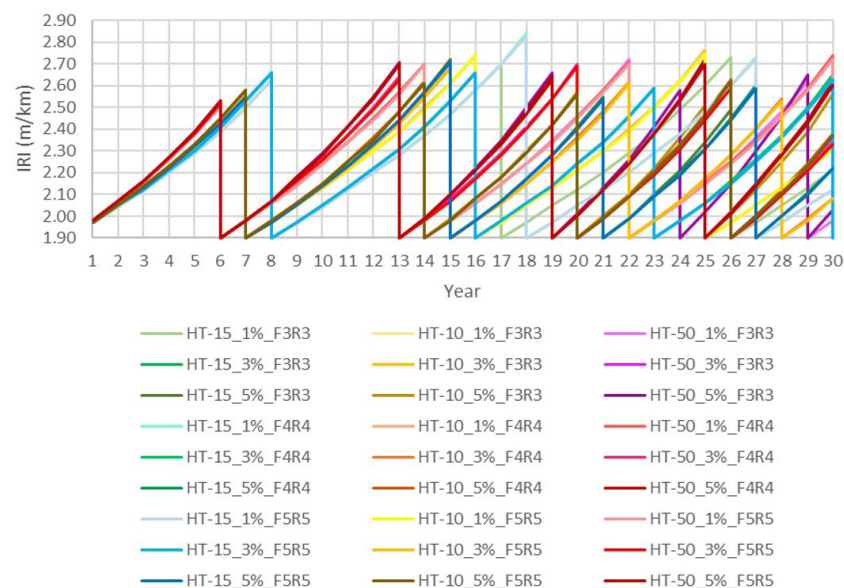 2.90
2.80
2.70
2.60
2.50
2.40
2.30
2.20
2.10
2.00
1.90
IRI (m/km)
1 2 3 4 5 6 7 8 9 10 11 12 13 14 15 16 17 18 19 20 21 22 23 24 25 26 27 28 29 30
Year
HT-15_1%_F3R3 HT-10_1%_F3R3 HT-50_1%_F3R3
HT-15_3%_F3R3 HT-10_3%_F3R3 HT-50_3%_F3R3
HT-15_5%_F3R3 HT-10_5%_F3R3 HT-50_5%_F3R3
HT-15_1%_F4R4 HT-10_1%_F4R4 HT-50_1%_F4R4
HT-15_3%_F4R4 HT-10_3%_F4R4 HT-50_3%_F4R4
HT-15_5%_F4R4 HT-10_5%_F4R4 HT-50_5%_F4R4
HT-15_1%_F5R5 HT-10_1%_F5R5 HT-50_1%_F5R5
HT-15_3%_F5R5 HT-10_3%_F5R5 HT-50_3%_F5R5
HT-15_5%_F5R5 HT-10_5%_F5R5 HT-50_5%_F5R5